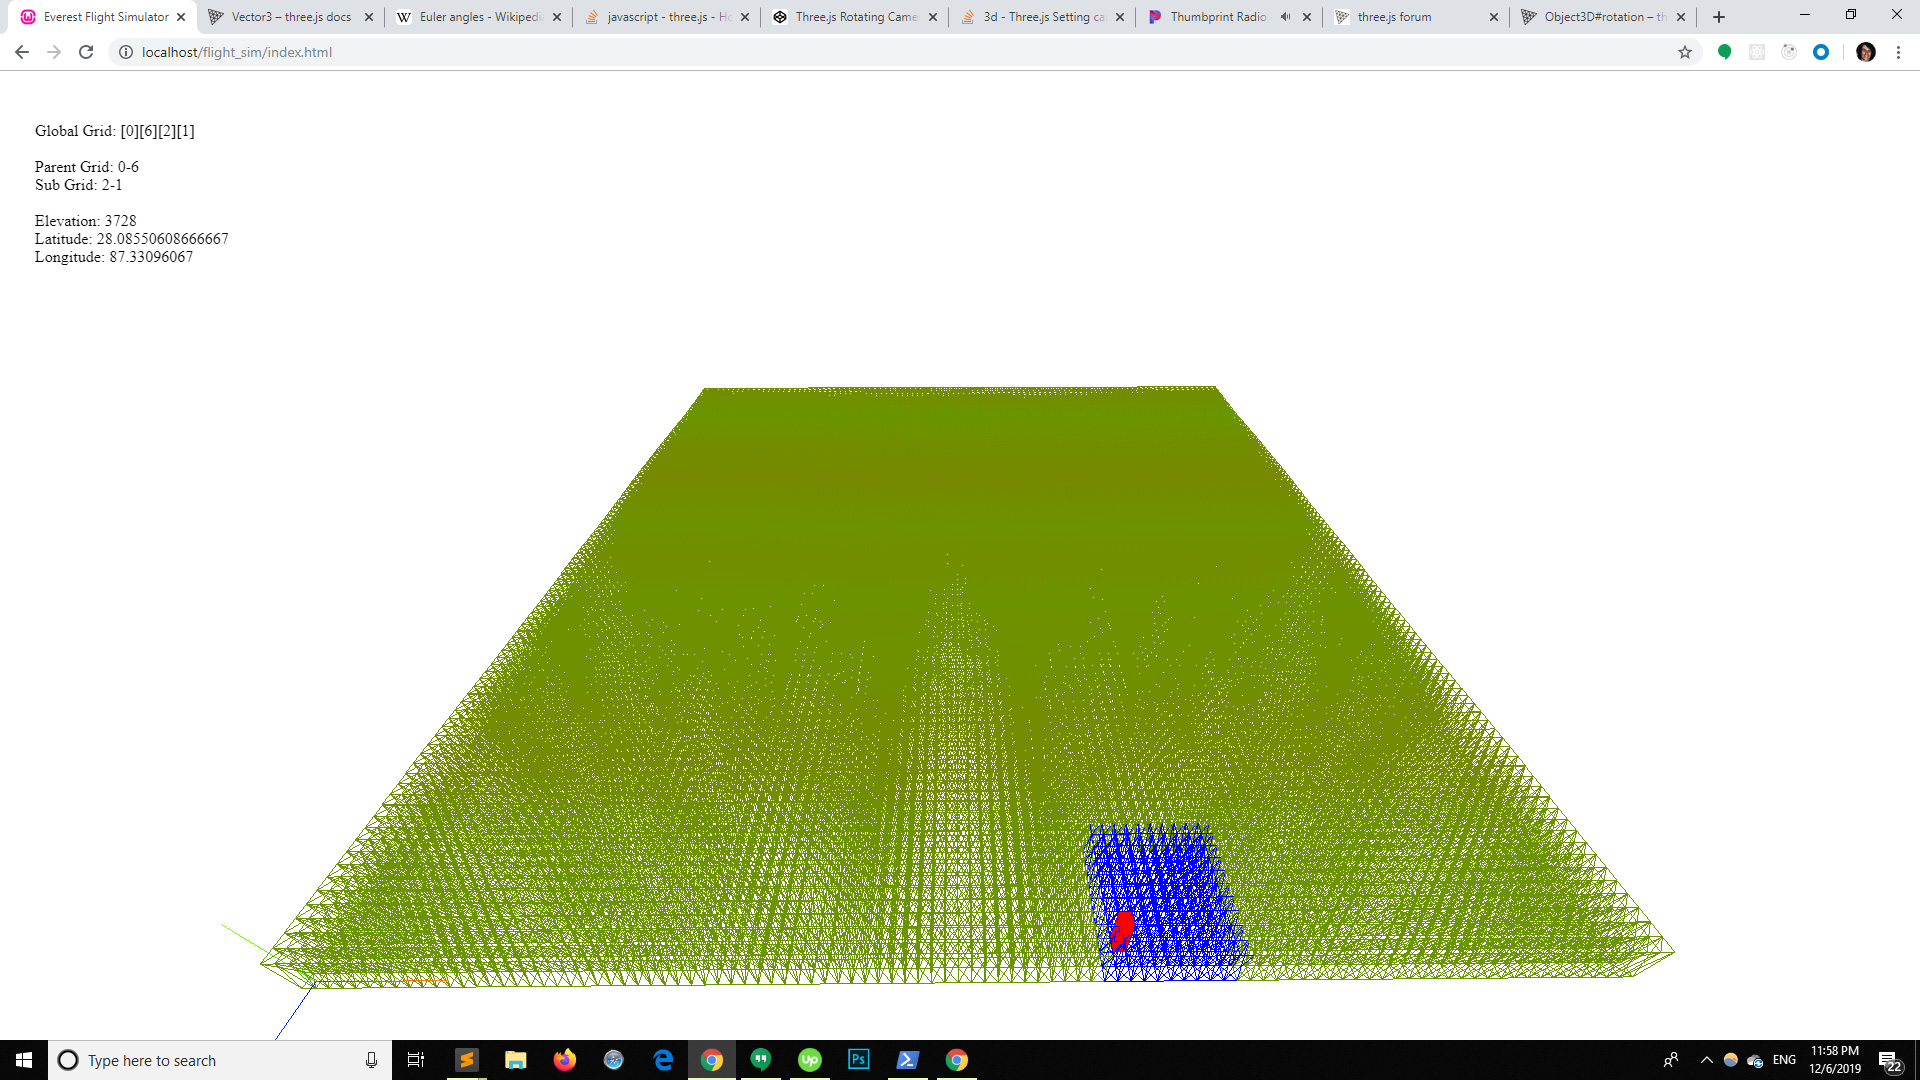 Everest Flight Simulator
Vector3 – three.js docs
Euler angles - Wikipedi
javascript - three.js - Ho
Three.js Rotating Came
3d - Three.js Setting ca
Thumbprint Radio
three.js forum
Object3D#rotation – th
localhost/flight_sim/index.html
Global Grid: [0][6][2][1]
Parent Grid: 0-6
Sub Grid: 2-1
Elevation: 3728
Latitude: 28.08550608666667
Longitude: 87.33096067
Type here to search
Up
Ps
ENG
11:58 PM
12/6/2019
22